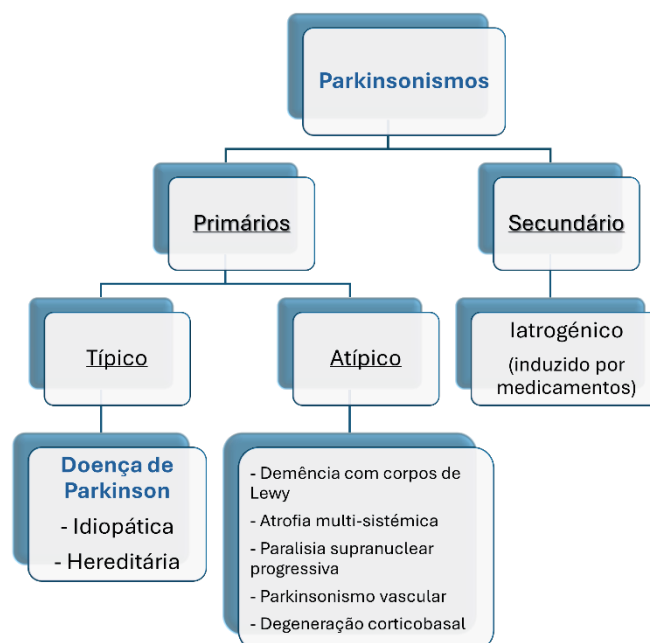 Parkinsonismos
Primários
Secundário
Típico
Atípico
Iatrogénico
(induzido por
medicamentos)
Doença de
Parkinson
- Idiopática
- Hereditária
- Demência com corpos de
Lewy
- Atrofia multi-sistémica
- Paralisia supranuclear
progressiva
- Parkinsonismo vascular
- Degeneração corticobasal